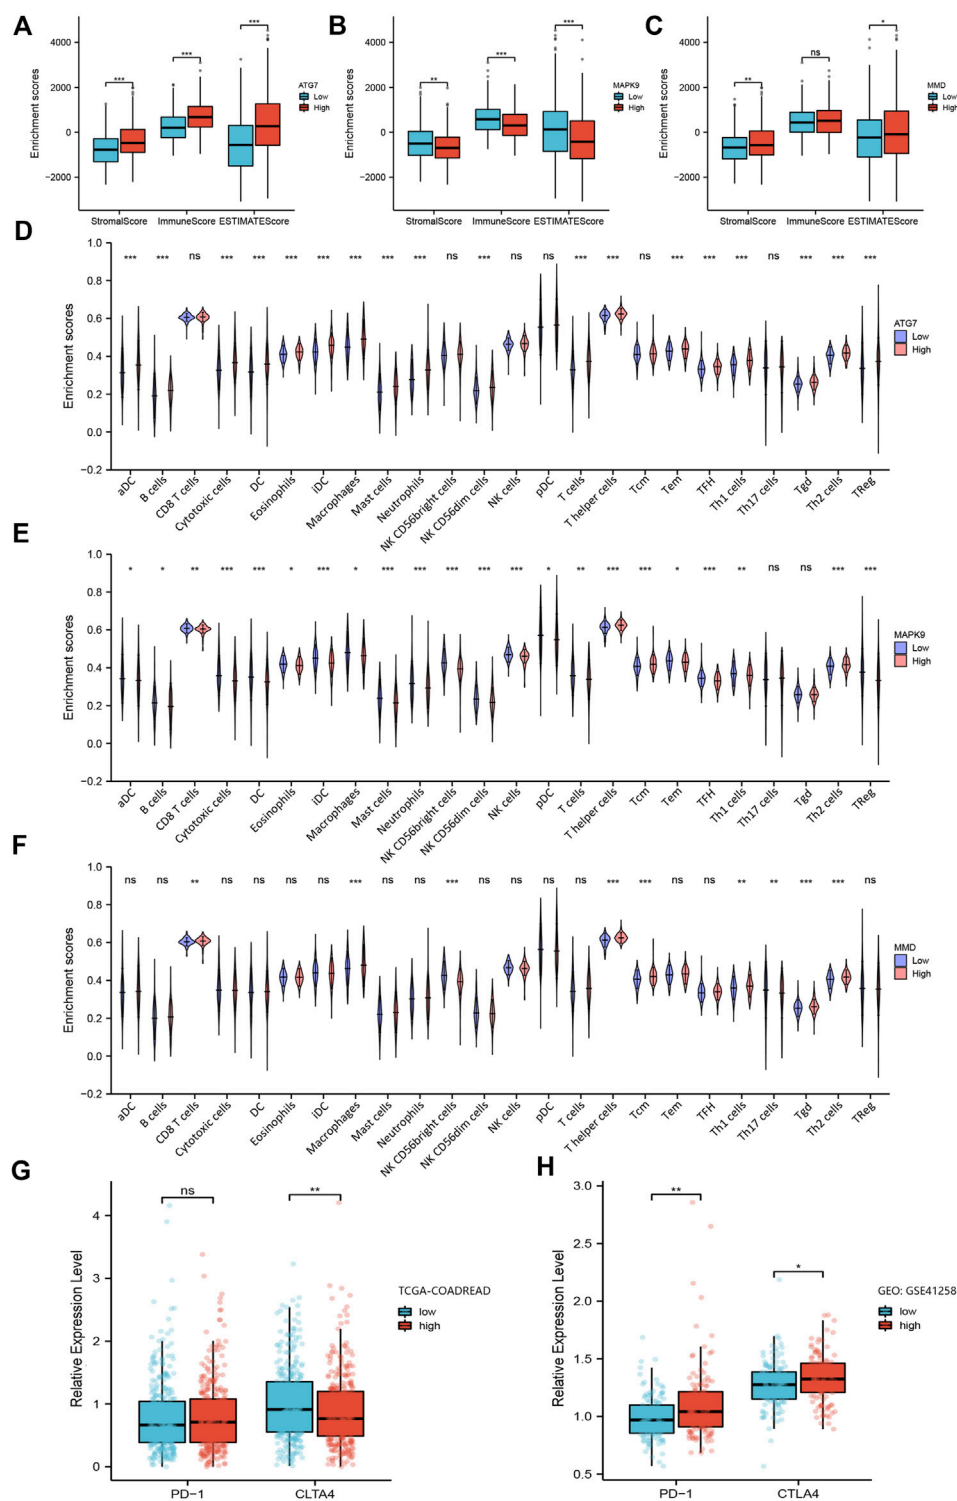 A
B
C
Enrichment scores
4000
2000
0
−2000
***
***
***
StromalScore ImmuneScore ESTIMATEScore
ATG7
Low
High
Enrichment scores
4000
2000
0
−2000
**
***
***
StromalScore ImmuneScore ESTIMATEScore
MAPK9
Low
High
Enrichment scores
4000
2000
0
−2000
**
ns
*
StromalScore ImmuneScore ESTIMATEScore
MMD
Low
High
D
Enrichment scores
1.0
0.8
0.6
0.4
0.2
0.0
−0.2
*** *** ns *** *** *** *** *** *** *** ns *** ns ns *** *** ns *** *** *** ns *** *** ***
aDC B cells CD8 T cells Cytotoxic cells DC Eosinophils iDC Macrophages Mast cells Neutrophils NK CD56bright cells NK CD56dim cells NK cells pDC T cells T helper cells Tcm Tem TFH Th1 cells Th17 cells Tgd Th2 cells TReg
ATG7
Low
High
E
Enrichment scores
1.0
0.8
0.6
0.4
0.2
0.0
−0.2
* * ** *** *** * *** * *** *** *** *** *** * ** *** *** * *** ** ns ns *** ***
aDC B cells CD8 T cells Cytotoxic cells DC Eosinophils iDC Macrophages Mast cells Neutrophils NK CD56bright cells NK CD56dim cells NK cells pDC T cells T helper cells Tcm Tem TFH Th1 cells Th17 cells Tgd Th2 cells TReg
MAPK9
Low
High
F
Enrichment scores
1.0
0.8
0.6
0.4
0.2
0.0
−0.2
ns ns ** ns ns ns ns *** ns ns *** ns ns ns ns *** *** ns ns ** ** *** *** ns
aDC B cells CD8 T cells Cytotoxic cells DC Eosinophils iDC Macrophages Mast cells Neutrophils NK CD56bright cells NK CD56dim cells NK cells pDC T cells T helper cells Tcm Tem TFH Th1 cells Th17 cells Tgd Th2 cells TReg
MMD
Low
High
G
Relative Expression Level
4
3
2
1
0
ns
**
PD-1 CLTA4
TCGA-COADREAD
low
high
H
Relative Expression Level
3.0
2.5
2.0
1.5
1.0
0.5
**
*
PD-1 CTLA4
GEO: GSE41258
low
high